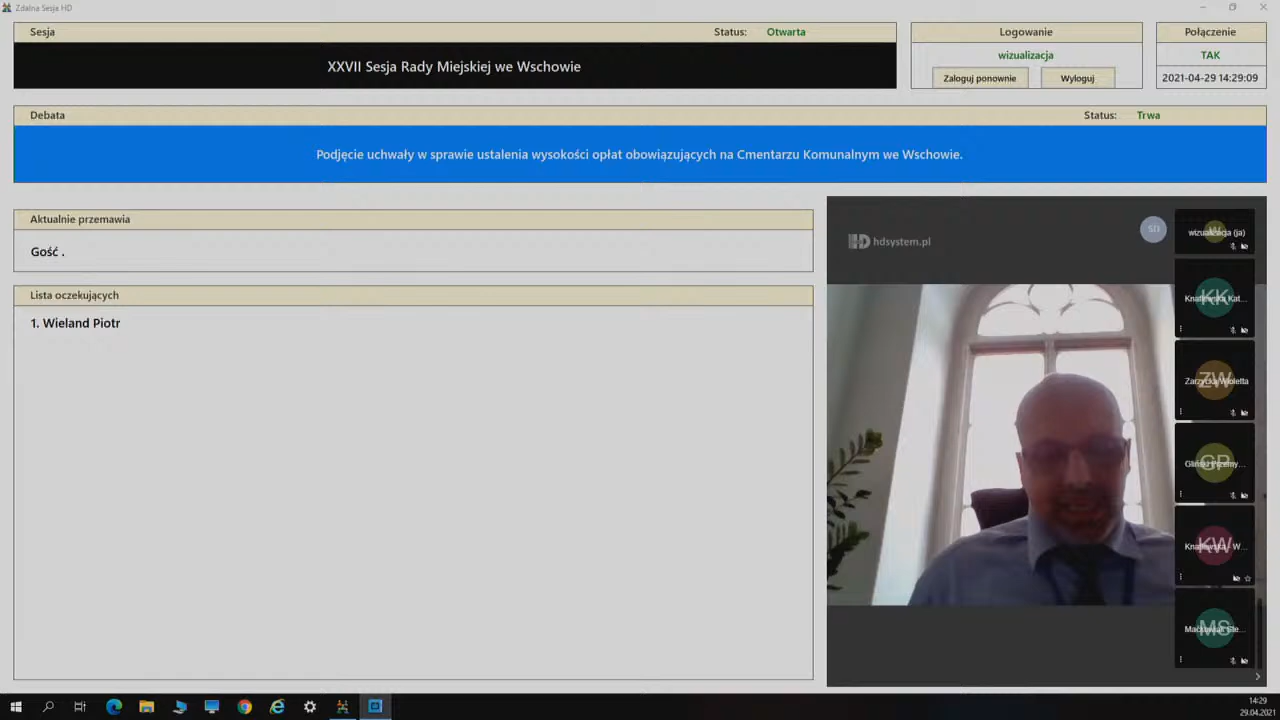 Zdalna Sesja HD
Sesja
Status: Otwarta
XXVII Sesja Rady Miejskiej we Wschowie
Logowanie
wizualizacja
Zaloguj ponownie
Wyloguj
Połączenie
TAK
2021-04-29 14:29:09
Debata
Status: Trwa
Podjęcie uchwały w sprawie ustalenia wysokości opłat obowiązujących na Cmentarzu Komunalnym we Wschowie.
Aktualnie przemawia
Gość .
Lista oczekujących
1. Wieland Piotr
HD hdsystem.pl
SD
wizualizacja (ja)
KK
ZW
Zarzycka Wioletta
GP
KW
MS
14:29
29.04.2021